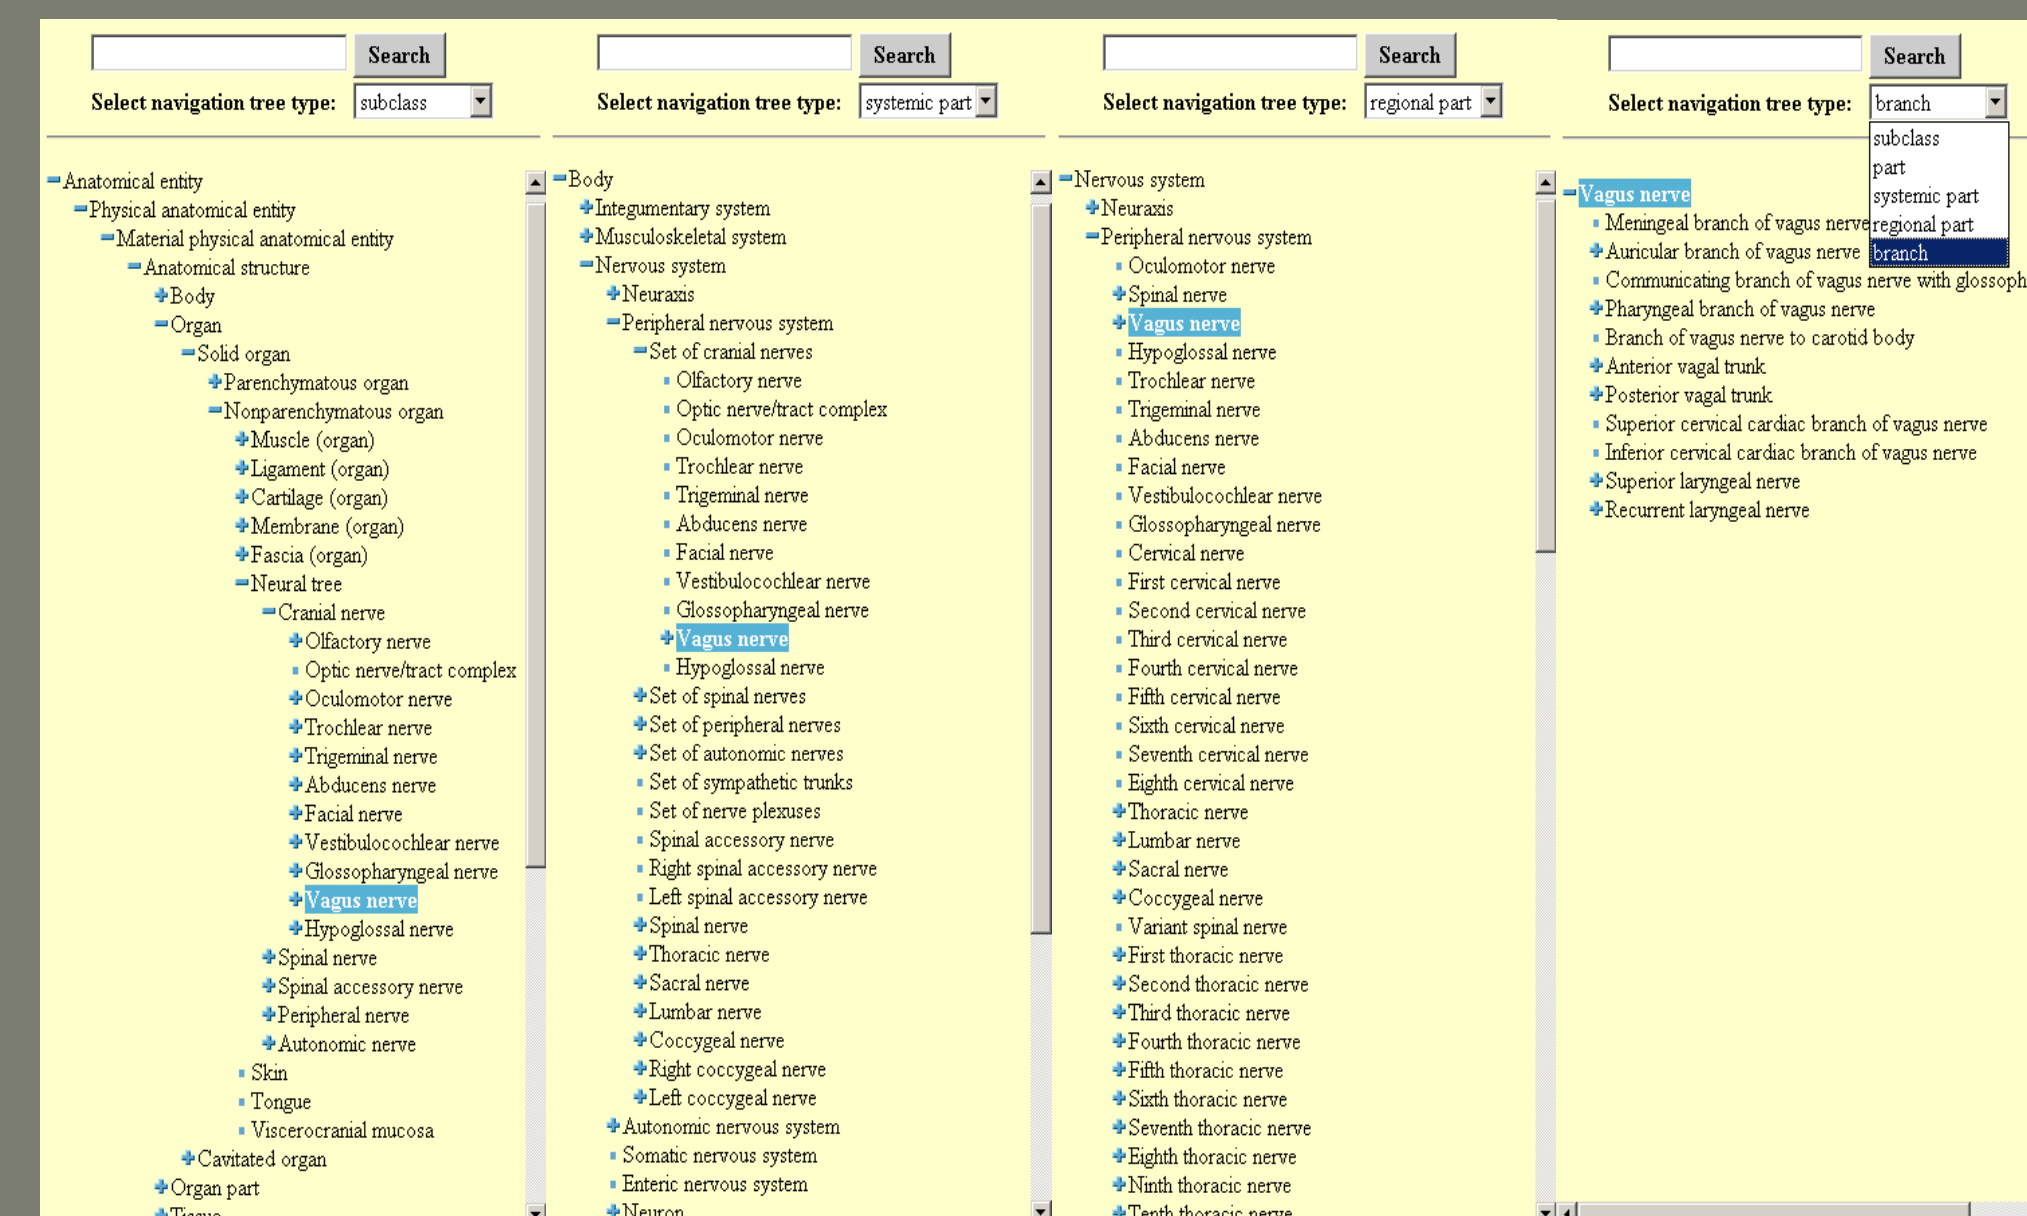 Search
Select navigation tree type: subclass
Anatomical entity
Physical anatomical entity
Material physical anatomical entity
Anatomical structure
Body
Organ
Solid organ
Parenchymatous organ
Nonparenchymatous organ
Muscle (organ)
Ligament (organ)
Cartilage (organ)
Membrane (organ)
Fascia (organ)
Neural tree
Cranial nerve
Olfactory nerve
Optic nerve/tract complex
Oculomotor nerve
Trochlear nerve
Trigeminal nerve
Abducens nerve
Facial nerve
Vestibulocochlear nerve
Glossopharyngeal nerve
Vagus nerve
Hypoglossal nerve
Spinal nerve
Spinal accessory nerve
Peripheral nerve
Autonomic nerve
Skin
Tongue
Viscerocranial mucosa
Cavitated organ
Organ part
Tissue
Search
Select navigation tree type: systemic part
Body
Integumentary system
Musculoskeletal system
Nervous system
Neuraxis
Peripheral nervous system
Set of cranial nerves
Olfactory nerve
Optic nerve/tract complex
Oculomotor nerve
Trochlear nerve
Trigeminal nerve
Abducens nerve
Facial nerve
Vestibulocochlear nerve
Glossopharyngeal nerve
Vagus nerve
Hypoglossal nerve
Set of spinal nerves
Set of peripheral nerves
Set of autonomic nerves
Set of sympathetic trunks
Set of nerve plexuses
Spinal accessory nerve
Right spinal accessory nerve
Left spinal accessory nerve
Spinal nerve
Thoracic nerve
Sacral nerve
Lumbar nerve
Coccygeal nerve
Right coccygeal nerve
Left coccygeal nerve
Autonomic nervous system
Somatic nervous system
Enteric nervous system
Neuron
Search
Select navigation tree type: regional part
Nervous system
Neuraxis
Peripheral nervous system
Oculomotor nerve
Spinal nerve
Vagus nerve
Hypoglossal nerve
Trochlear nerve
Trigeminal nerve
Abducens nerve
Facial nerve
Vestibulocochlear nerve
Glossopharyngeal nerve
Cervical nerve
First cervical nerve
Second cervical nerve
Third cervical nerve
Fourth cervical nerve
Fifth cervical nerve
Sixth cervical nerve
Seventh cervical nerve
Eighth cervical nerve
Thoracic nerve
Lumbar nerve
Sacral nerve
Coccygeal nerve
Variant spinal nerve
First thoracic nerve
Second thoracic nerve
Third thoracic nerve
Fourth thoracic nerve
Fifth thoracic nerve
Sixth thoracic nerve
Seventh thoracic nerve
Eighth thoracic nerve
Ninth thoracic nerve
Tenth thoracic nerve
Search
Select navigation tree type: branch
subclass
part
systemic part
regional part
branch
Vagus nerve
Meningeal branch of vagus nerve
Auricular branch of vagus nerve
Communicating branch of vagus nerve with glossoph
Pharyngeal branch of vagus nerve
Branch of vagus nerve to carotid body
Anterior vagal trunk
Posterior vagal trunk
Superior cervical cardiac branch of vagus nerve
Inferior cervical cardiac branch of vagus nerve
Superior laryngeal nerve
Recurrent laryngeal nerve